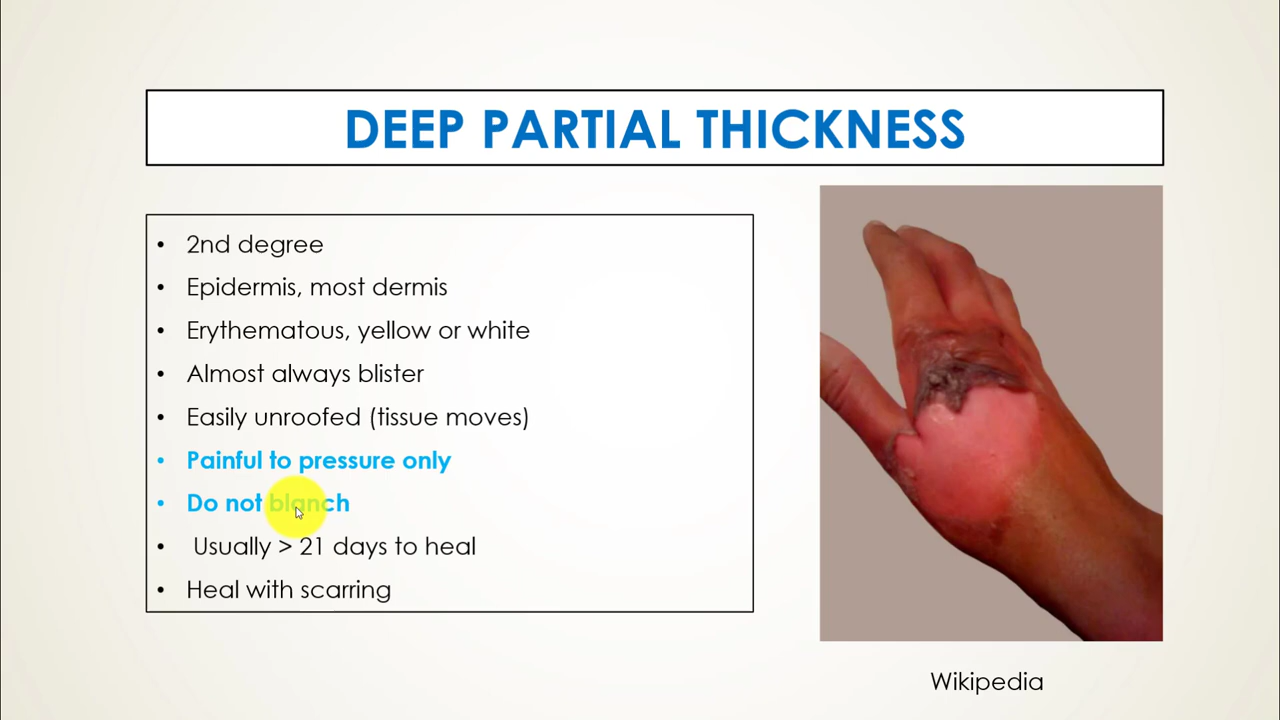 DEEP PARTIAL THICKNESS
• 2nd degree
• Epidermis, most dermis
• Erythematous, yellow or white
• Almost always blister
• Easily unroofed (tissue moves)
• Painful to pressure only
• Do not blanch
• Usually > 21 days to heal
• Heal with scarring
Wikipedia